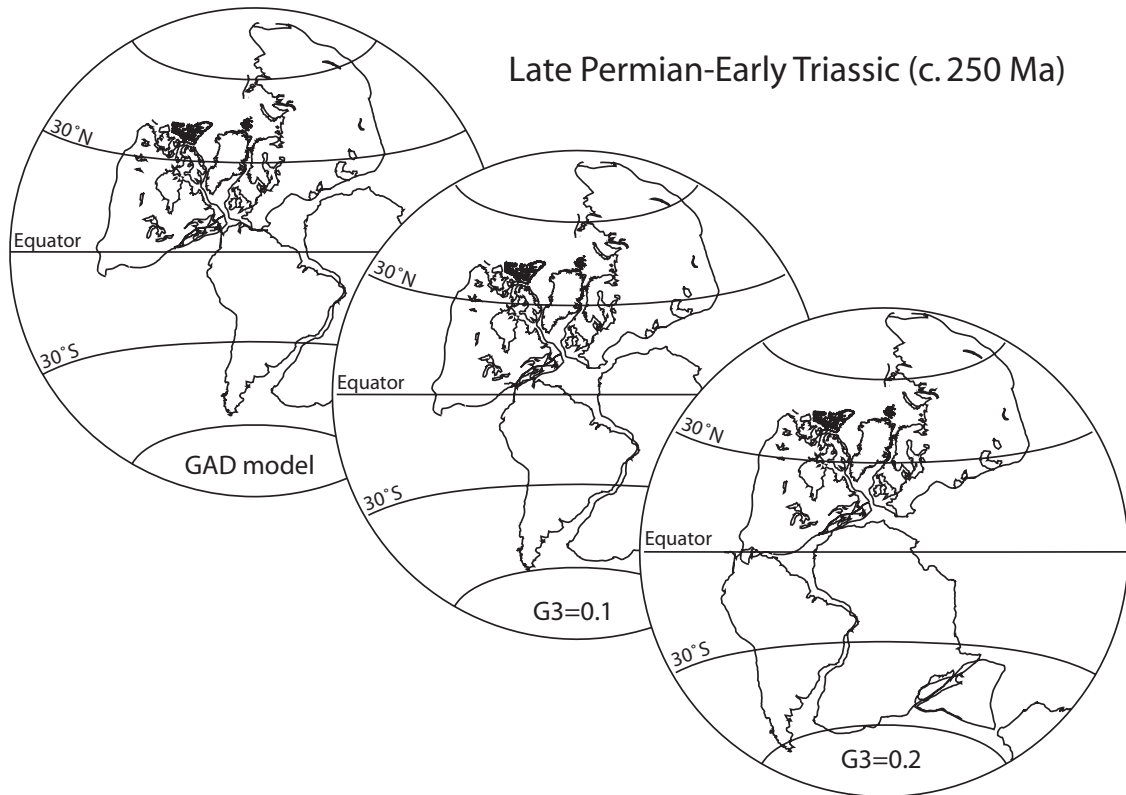 Late Permian-Early Triassic (c. 250 Ma)
30˚N
Equator
30˚S
GAD model
30˚N
Equator
30˚S
G3=0.1
30˚N
Equator
30˚S
G3=0.2